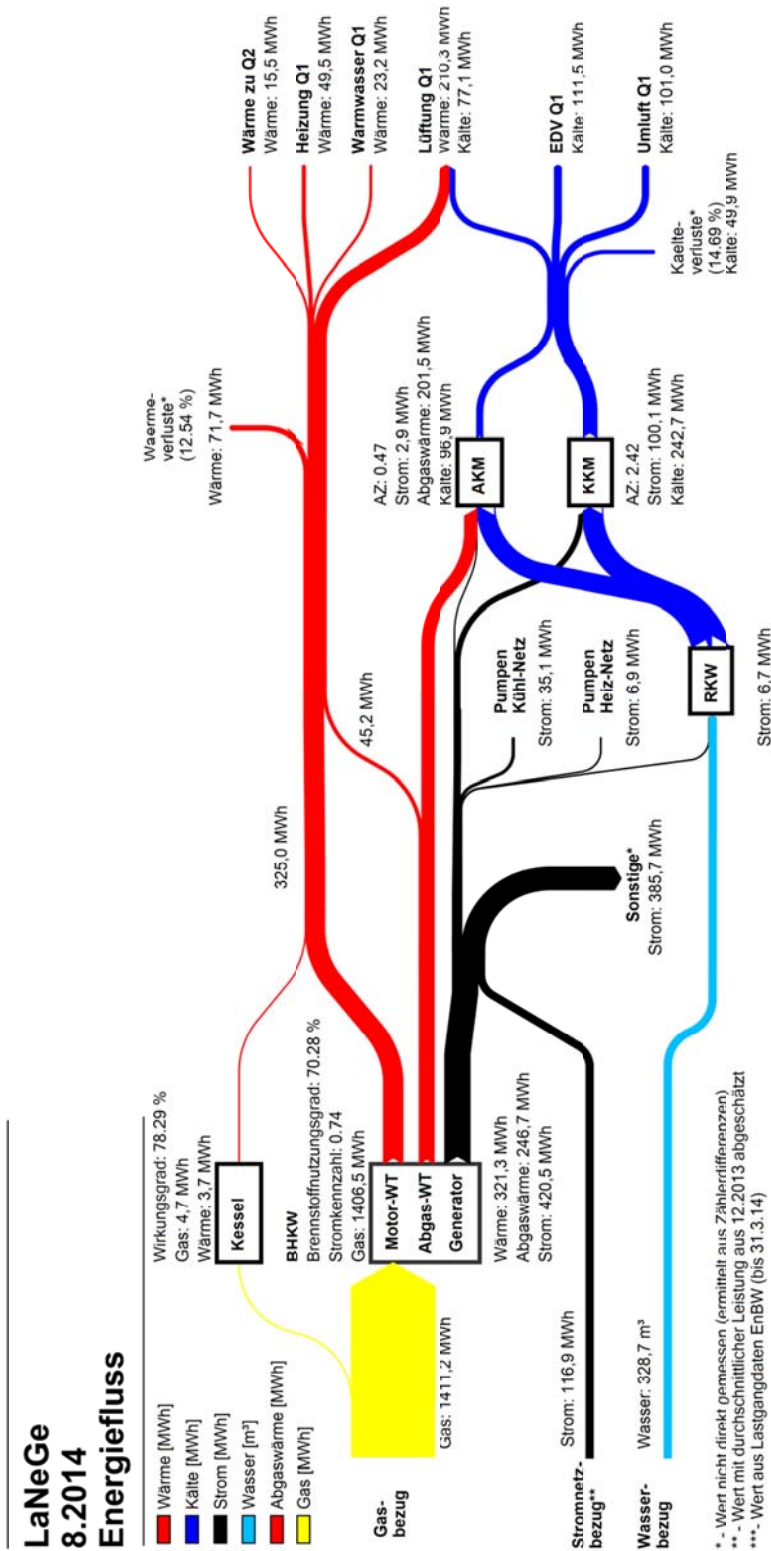 LaNeGe
8.2014
Energiefluss
Wärme [MWh]
Kälte [MWh]
Strom [MWh]
Wasser [m³]
Abgaswärme [MWh]
Gas [MWh]
Wirkungsgrad: 78.29 %
Gas: 4,7 MWh
Wärme: 3,7 MWh
Kessel
BHKW
Brennstoffnutzungsgrad: 70.28 %
Stromkennzahl: 0.74
Gas: 1406,5 MWh
Motor-WT
Abgas-WT
Generator
Wärme: 321,3 MWh
Abgaswärme: 246,7 MWh
Strom: 420,5 MWh
Gas-
bezug
Gas: 1411,2 MWh
Stromnetz-
bezug**
Strom: 116,9 MWh
Wasser-
bezug
Wasser: 328,7 m³
325,0 MWh
45,2 MWh
Waerme-
verluste*
(12.54 %)
Wärme: 71,7 MWh
Wärme zu Q2
Wärme: 15,5 MWh
Heizung Q1
Wärme: 49,5 MWh
Warmwasser Q1
Wärme: 23,2 MWh
Lüftung Q1
Wärme: 210,3 MWh
Kälte: 77,1 MWh
EDV Q1
Kälte: 111,5 MWh
Umluft Q1
Kälte: 101,0 MWh
Kaelte-
verluste*
(14.69 %)
Kälte: 49,9 MWh
AZ: 0.47
Strom: 2,9 MWh
Abgaswärme: 201,5 MWh
Kälte: 96,9 MWh
AKM
KKM
AZ: 2.42
Strom: 100,1 MWh
Kälte: 242,7 MWh
Pumpen
Kühl-Netz
Strom: 35,1 MWh
Pumpen
Heiz-Netz
Strom: 6,9 MWh
RKW
Strom: 6,7 MWh
Sonstige*
Strom: 385,7 MWh
* - Wert nicht direkt gemessen (ermittelt aus Zählerdifferenzen)
** - Wert mit durchschnittlicher Leistung aus 12.2013 abgeschätzt
***- Wert aus Lastgangdaten EnBW (bis 31.3.14)